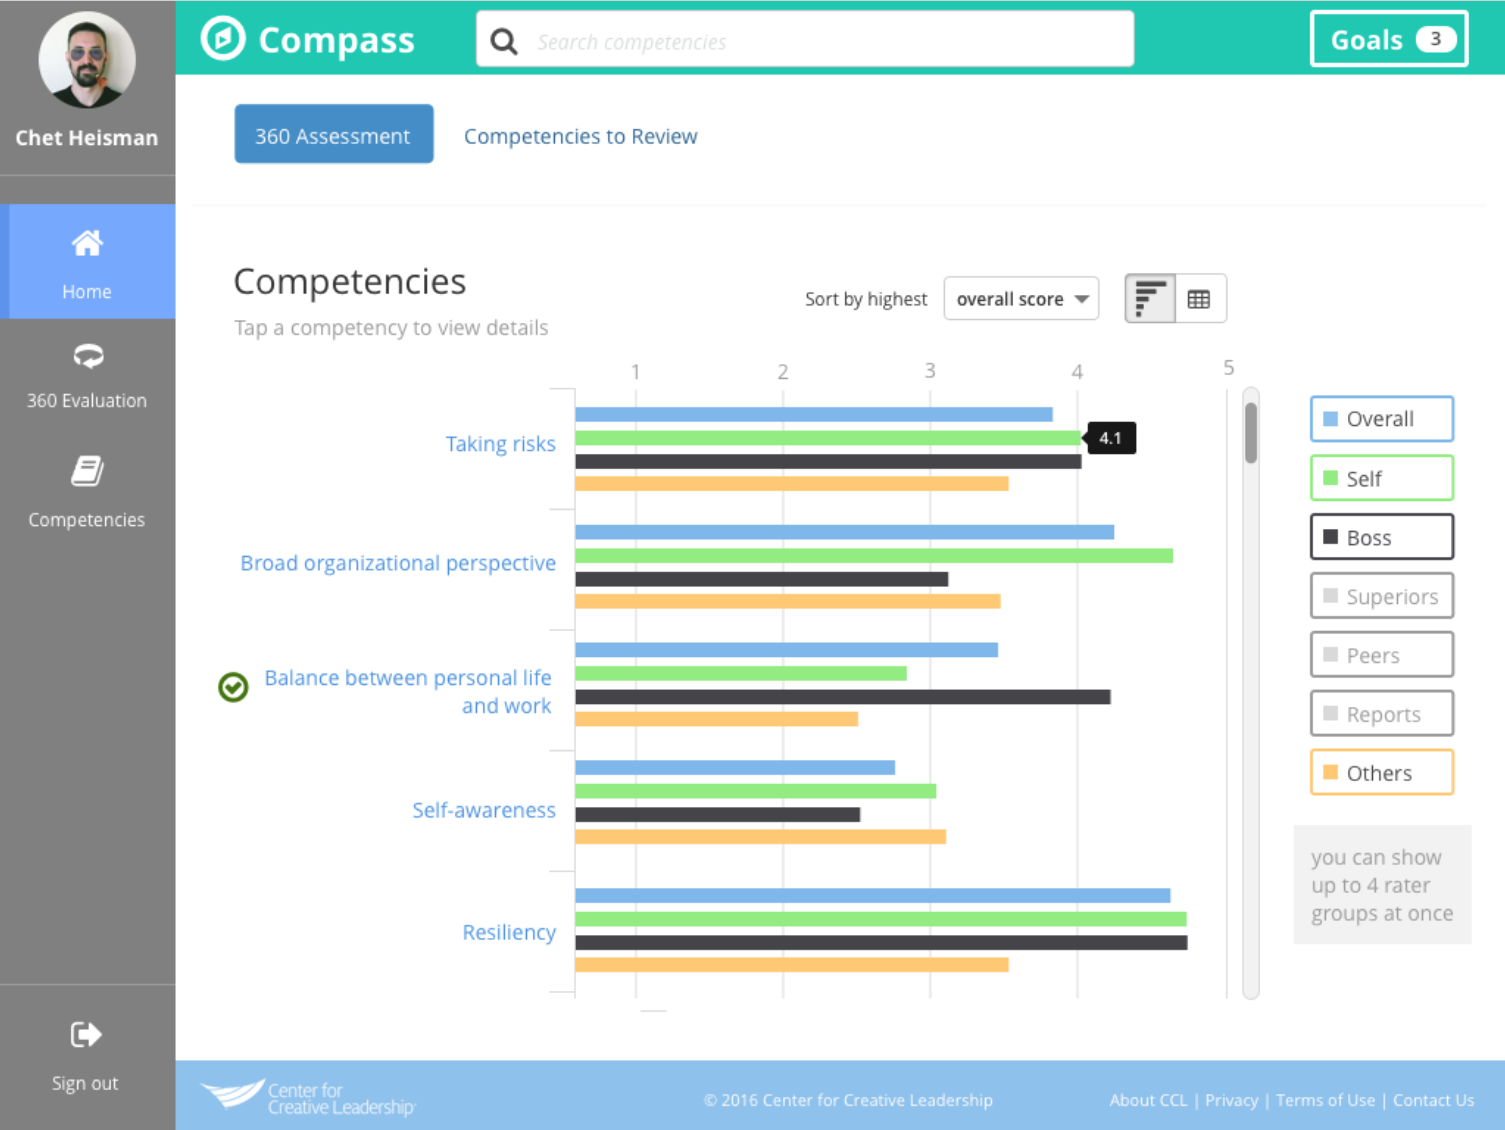 Chet Heisman
Home
360 Evaluation
Competencies
Sign out
Compass
Search competencies
Goals 3
360 Assessment
Competencies to Review
Competencies
Tap a competency to view details
Sort by highest
overall score
1 2 3 4 5
Taking risks
4.1
Broad organizational perspective
Balance between personal life
and work
Self-awareness
Resiliency
Overall
Self
Boss
Superiors
Peers
Reports
Others
you can show
up to 4 rater
groups at once
Center for
Creative Leadership
© 2016 Center for Creative Leadership
About CCL | Privacy | Terms of Use | Contact Us